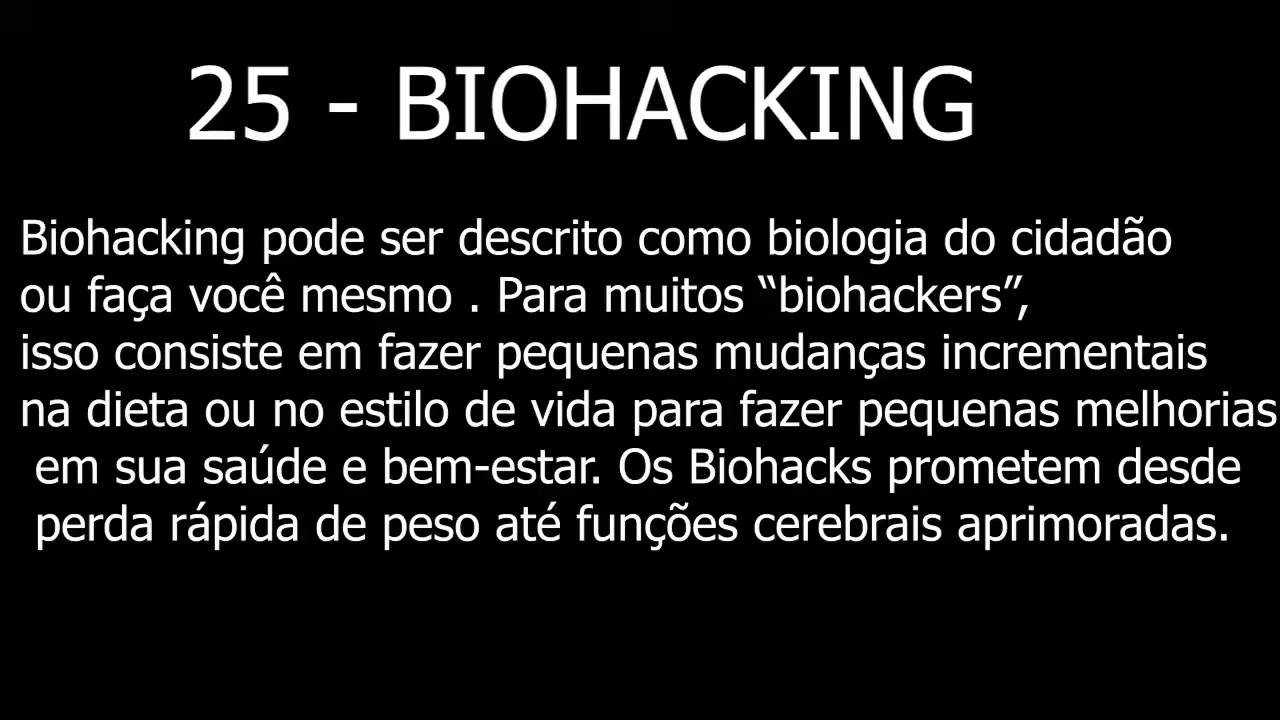 25 - BIOHACKING
Biohacking pode ser descrito como biologia do cidadão
ou faça você mesmo . Para muitos “biohackers”,
isso consiste em fazer pequenas mudanças incrementais
na dieta ou no estilo de vida para fazer pequenas melhorias
em sua saúde e bem-estar. Os Biohacks prometem desde
perda rápida de peso até funções cerebrais aprimoradas.